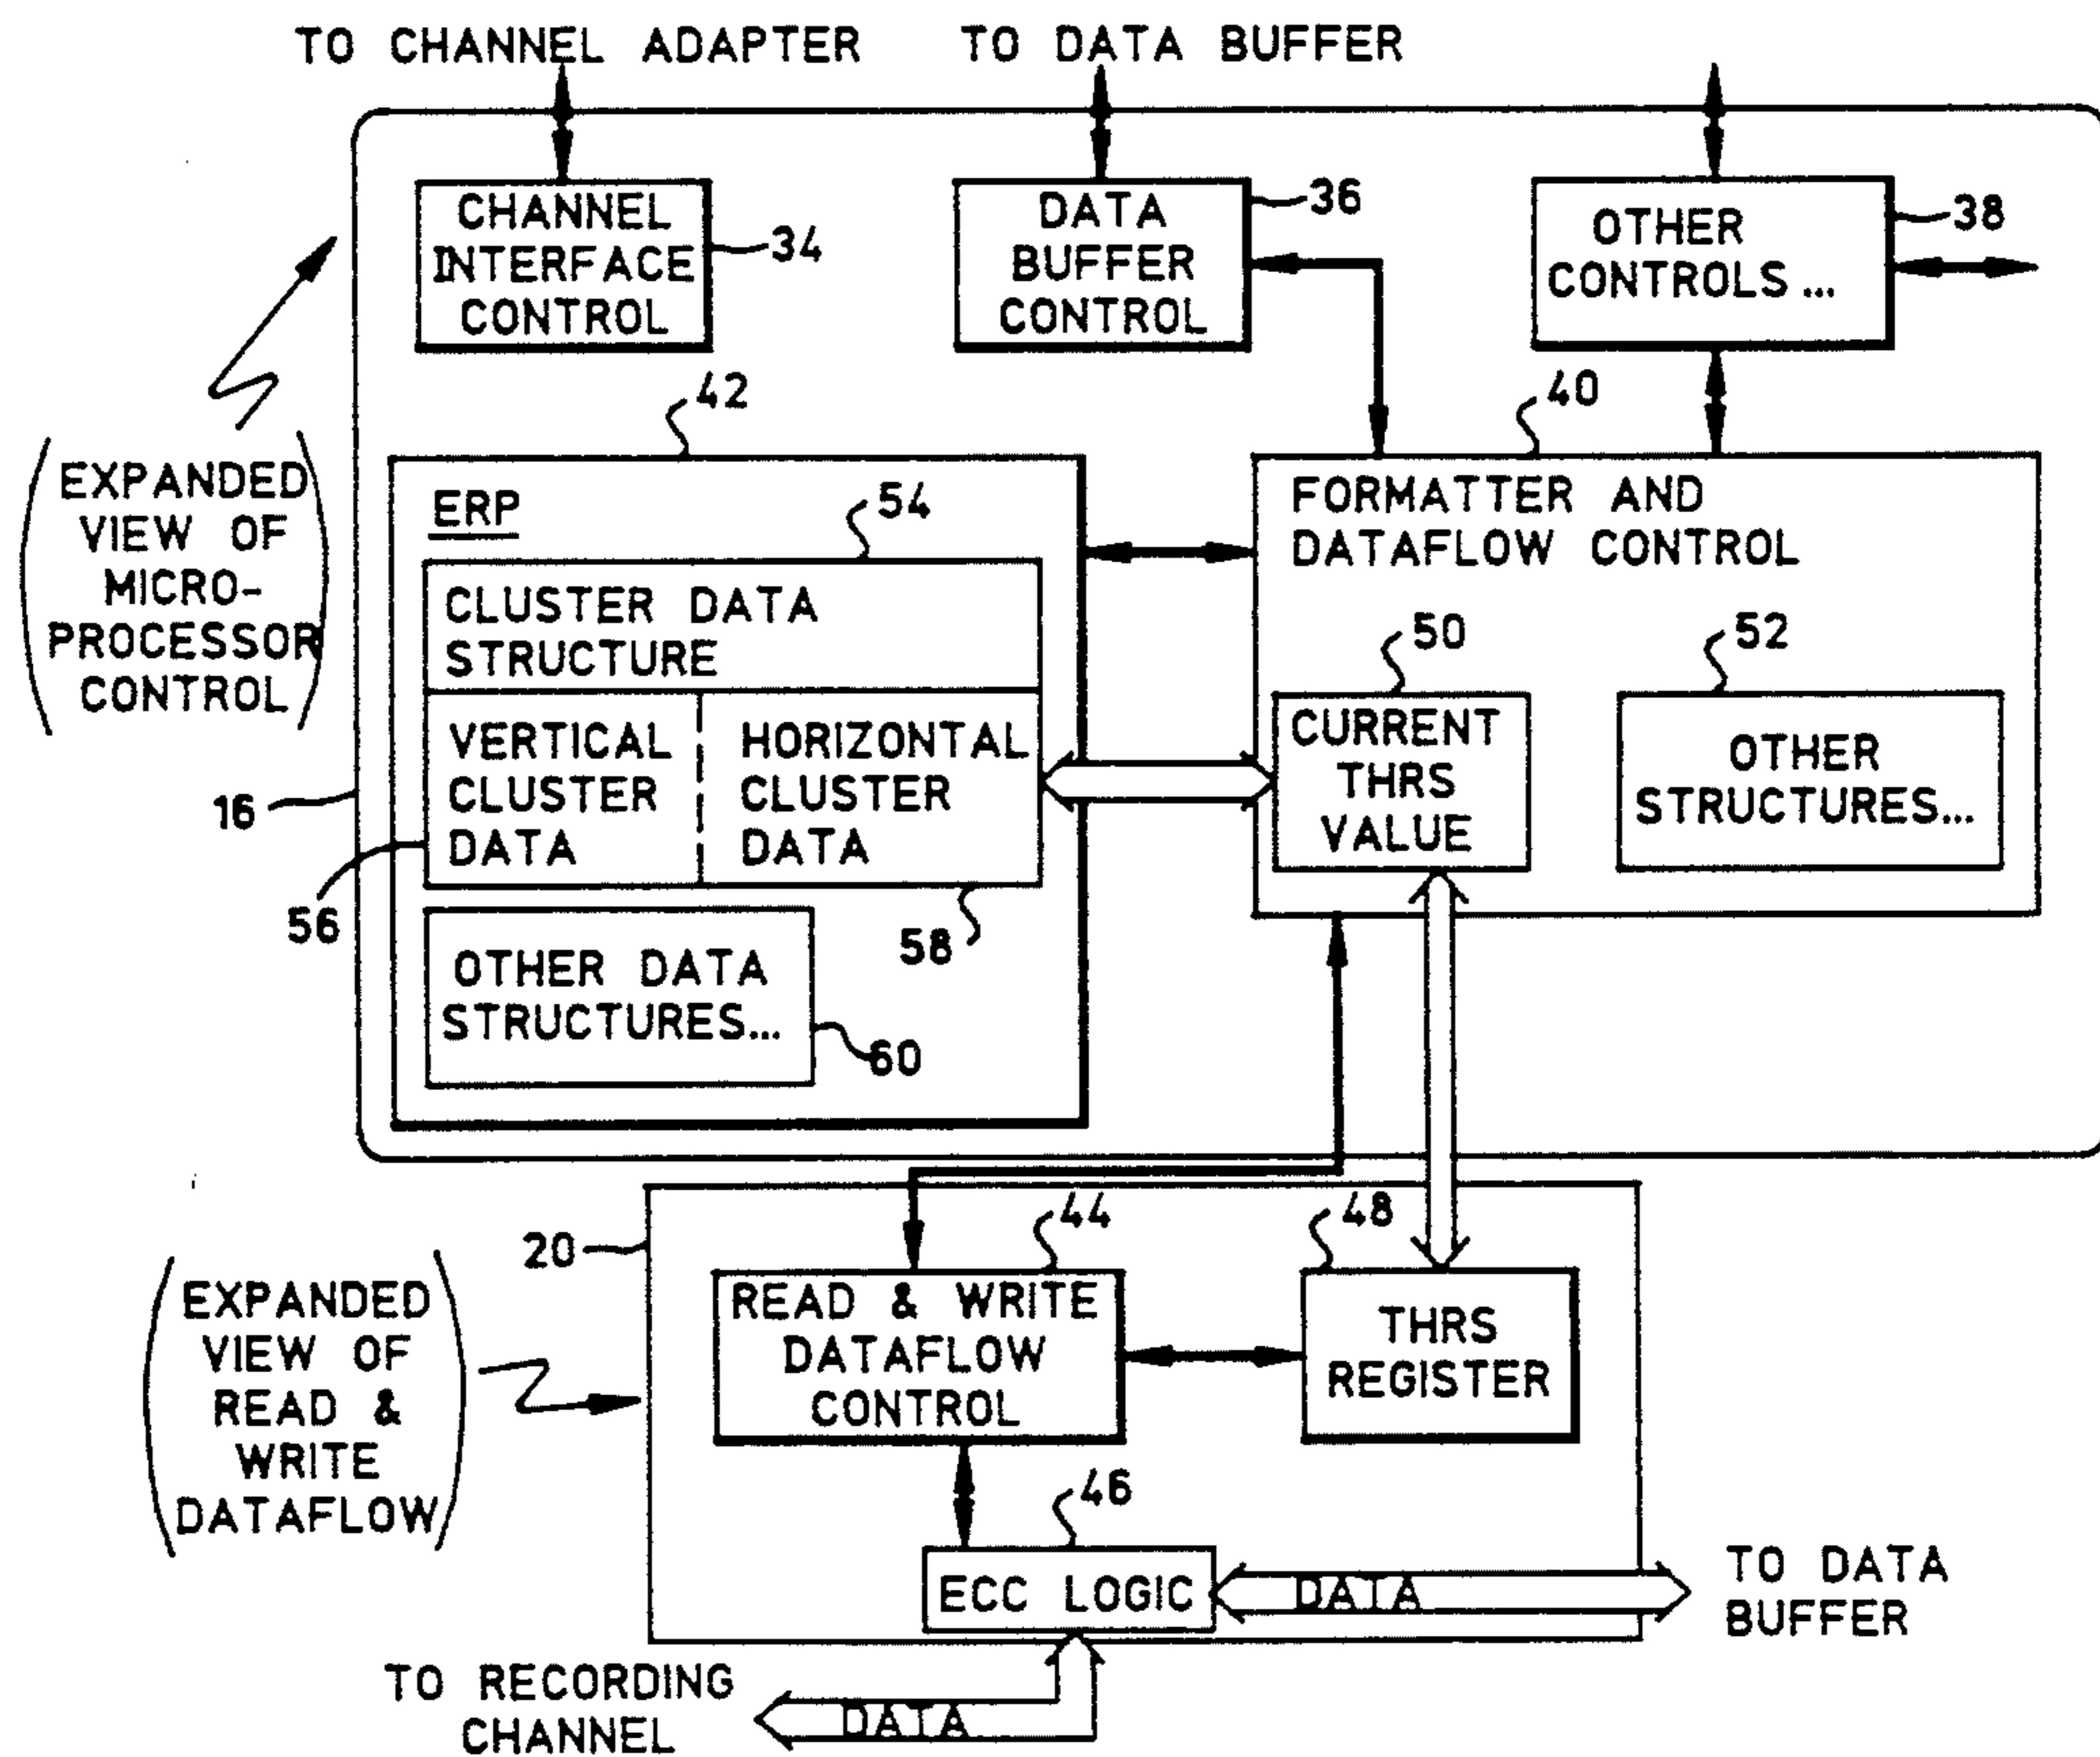 TO CHANNEL ADAPTER
TO DATA BUFFER
CHANNEL
INTERFACE
CONTROL
34
DATA
BUFFER
CONTROL
36
OTHER
CONTROLS...
38
(EXPANDED
VIEW OF
MICRO-
PROCESSOR
CONTROL)
16
42
ERP
54
CLUSTER DATA
STRUCTURE
VERTICAL
CLUSTER
DATA
HORIZONTAL
CLUSTER
DATA
56
58
OTHER DATA
STRUCTURES...
60
40
FORMATTER AND
DATAFLOW CONTROL
50
CURRENT
THRS
VALUE
52
OTHER
STRUCTURES...
(EXPANDED
VIEW OF
READ &
WRITE
DATAFLOW)
20
44
READ & WRITE
DATAFLOW
CONTROL
48
THRS
REGISTER
46
ECC LOGIC
DATA
TO DATA
BUFFER
TO RECORDING
CHANNEL
DATA